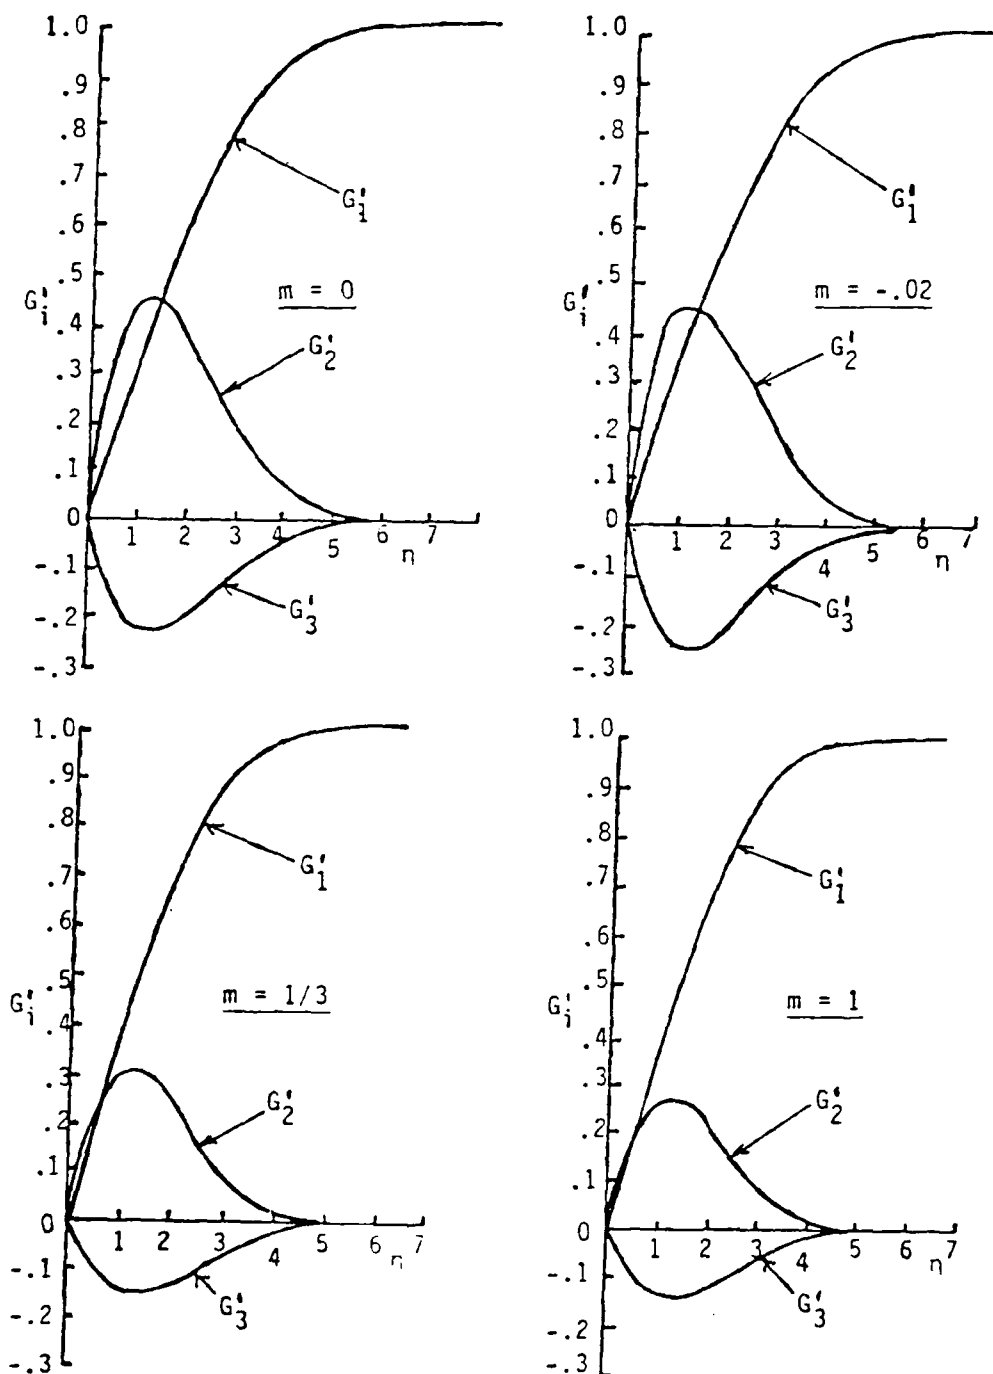 1.0
.9
.8
.7
.6
.5
.4
.3
.2
.1
0
-.1
-.2
-.3
G'i
G'1
m = 0
G'2
G'3
1 2 3 4 5 6 7
η
1.0
.9
.8
.7
.6
.5
.4
.3
.2
.1
0
-.1
-.2
-.3
G'i
G'1
m = -.02
G'2
G'3
1 2 3 4 5 6 7
η
1.0
.9
.8
.7
.6
.5
.4
.3
.2
.1
0
-.1
-.2
-.3
G'i
G'1
m = 1/3
G'2
G'3
1 2 3 4 5 6 7
η
1.0
.9
.8
.7
.6
.5
.4
.3
.2
.1
0
-.1
-.2
-.3
G'i
G'1
m = 1
G'2
G'3
1 2 3 4 5 6 7
η